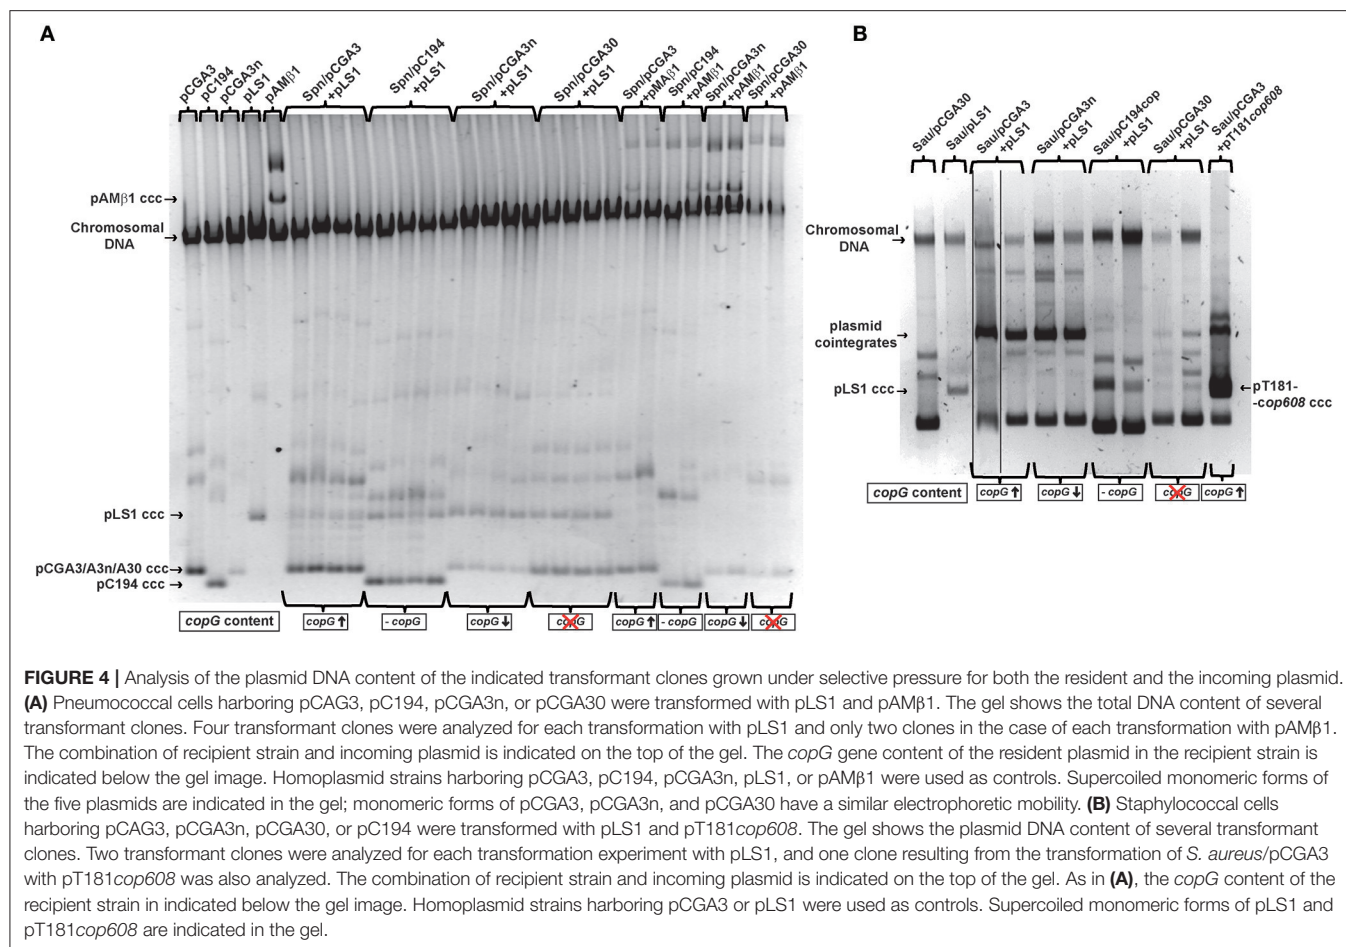 A
pCGA3
pC194
pCGA3n
pLS1
pAMβ1
Spn/pCGA3
+pLS1
Spn/pC194
+pLS1
Spn/pCGA3n
+pLS1
Spn/pCGA30
+pLS1
Spn/pCGA3
+pMAβ1
Spn/pC194
+pAMβ1
Spn/pCGA3n
+pAMβ1
Spn/pCGA30
+pAMβ1
pAMβ1 ccc→
Chromosomal
DNA →
pLS1 ccc →
pCGA3/A3n/A30 ccc→
pC194 ccc →
copG content
copG ↑
- copG
copG ↓
copG
copG ↑
- copG
copG ↓
copG
B
Sau/pCGA30
Sau/pLS1
Sau/pCGA3
+pLS1
Sau/pCGA3n
+pLS1
Sau/pC194cop
+pLS1
Sau/pCGA30
+pLS1
Sau/pCGA3
+pT181cop608
Chromosomal
DNA →
plasmid →
cointegrates
pLS1 ccc →
←pT181-
-cop608 ccc
copG content
copG ↑
copG ↓
- copG
copG
copG ↑
FIGURE 4 | Analysis of the plasmid DNA content of the indicated transformant clones grown under selective pressure for both the resident and the incoming plasmid.
(A) Pneumococcal cells harboring pCAG3, pC194, pCGA3n, or pCGA30 were transformed with pLS1 and pAMβ1. The gel shows the total DNA content of several
transformant clones. Four transformant clones were analyzed for each transformation with pLS1 and only two clones in the case of each transformation with pAMβ1.
The combination of recipient strain and incoming plasmid is indicated on the top of the gel. The copG gene content of the resident plasmid in the recipient strain is
indicated below the gel image. Homoplasmid strains harboring pCGA3, pC194, pCGA3n, pLS1, or pAMβ1 were used as controls. Supercoiled monomeric forms of
the five plasmids are indicated in the gel; monomeric forms of pCGA3, pCGA3n, and pCGA30 have a similar electrophoretic mobility. (B) Staphylococcal cells
harboring pCAG3, pCGA3n, pCGA30, or pC194 were transformed with pLS1 and pT181cop608. The gel shows the plasmid DNA content of several transformant
clones. Two transformant clones were analyzed for each transformation experiment with pLS1, and one clone resulting from the transformation of S. aureus/pCGA3
with pT181cop608 was also analyzed. The combination of recipient strain and incoming plasmid is indicated on the top of the gel. As in (A), the copG content of the
recipient strain in indicated below the gel image. Homoplasmid strains harboring pCGA3 or pLS1 were used as controls. Supercoiled monomeric forms of pLS1 and
pT181cop608 are indicated in the gel.